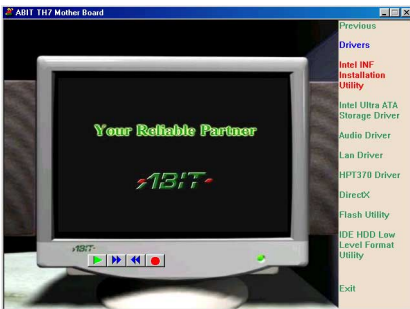 ABIT TH7 Mother Board
Previous
Drivers
Intel INF
Installation
Utility
Intel Ultra ATA
Storage Driver
Audio Driver
Lan Driver
HPT370 Driver
DirectX
Flash Utility
IDE HDD Low
Level Format
Utility
Exit
Your Reliable Partner
ABIT
ABIT